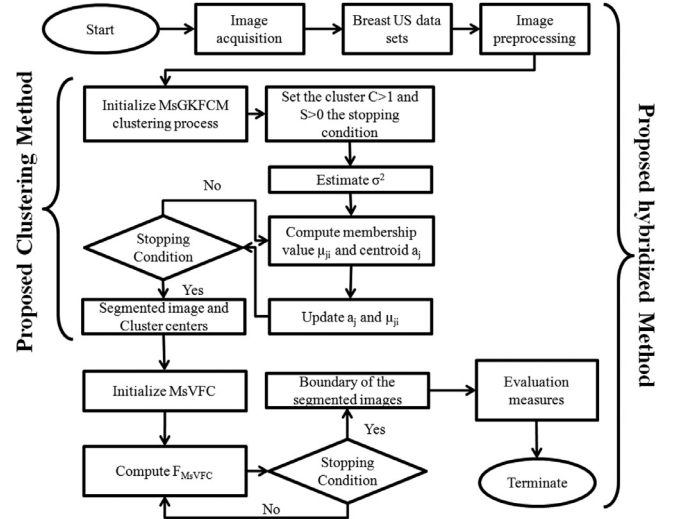 Start
Image
acquisition
Breast US data
sets
Image
preprocessing
Proposed Clustering Method
Proposed hybridized Method
Initialize MsGKFCM
clustering process
Set the cluster C>1 and
S>0 the stopping
condition
Estimate σ²
No
Stopping
Condition
Compute membership
value μji and centroid aj
Yes
Segmented image and
Cluster centers
Update aj and μji
Initialize MsVFC
Boundary of the
segmented images
Evaluation
measures
Yes
Compute FMsVFC
Stopping
Condition
Terminate
No